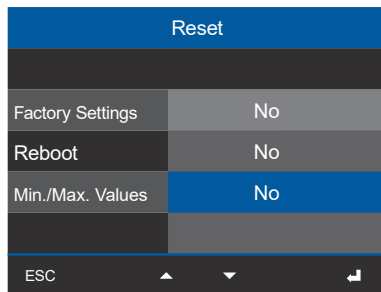 Reset
Factory Settings No
Reboot No
Min./Max. Values No
ESC